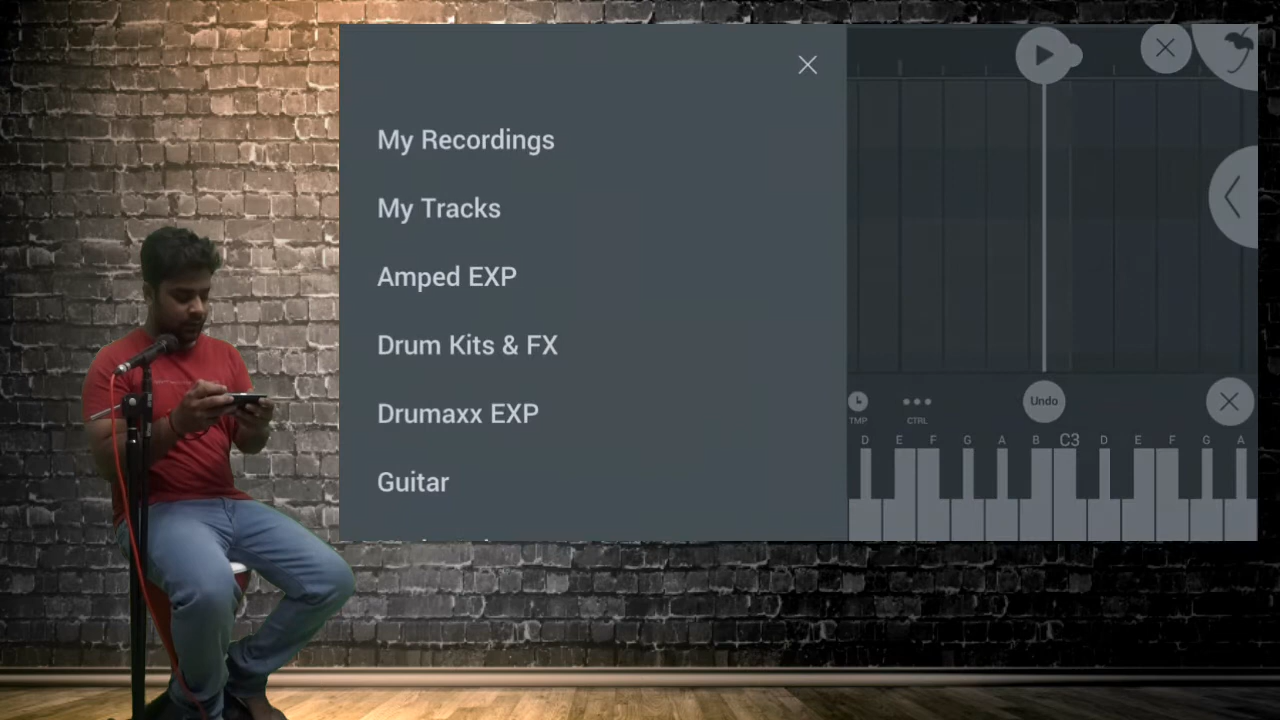 My Recordings
My Tracks
Amped EXP
Drum Kits & FX
Drumaxx EXP
Guitar
Undo
TMP
CTRL
D E F G A B C3 D E F G A